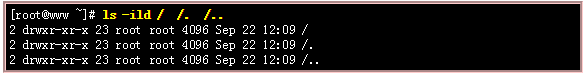 [root@www ~]# ls -ild /  /.  /..
2 drwxr-xr-x 23 root root 4096 Sep 22 12:09 /
2 drwxr-xr-x 23 root root 4096 Sep 22 12:09 /.
2 drwxr-xr-x 23 root root 4096 Sep 22 12:09 /..